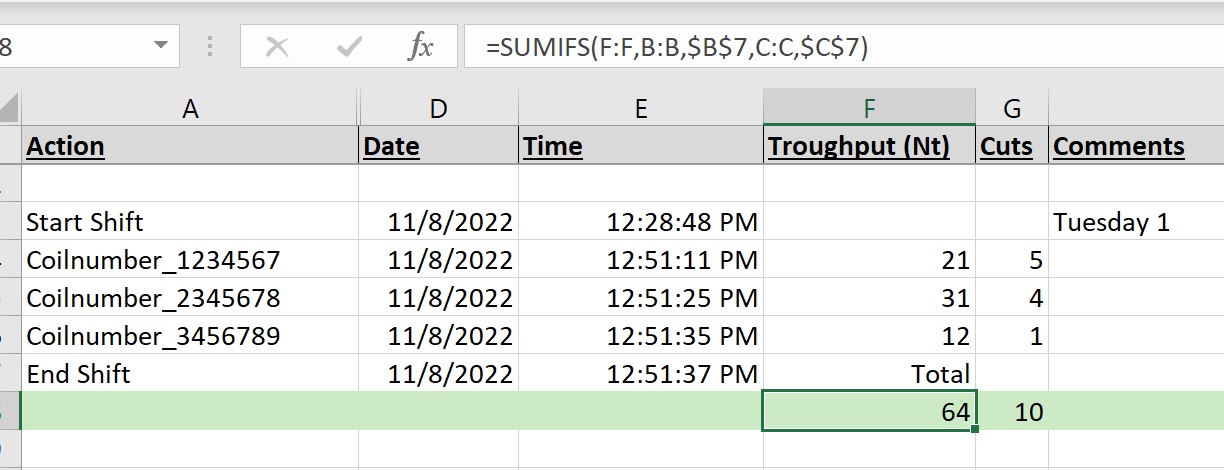 8 fx =SUMIFS(F:F,B:B,$B$7,C:C,$C$7)
A D E F G
Action Date Time Troughput (Nt) Cuts Comments
Start Shift 11/8/2022 12:28:48 PM Tuesday 1
Coilnumber_1234567 11/8/2022 12:51:11 PM 21 5
Coilnumber_2345678 11/8/2022 12:51:25 PM 31 4
Coilnumber_3456789 11/8/2022 12:51:35 PM 12 1
End Shift 11/8/2022 12:51:37 PM Total
64 10